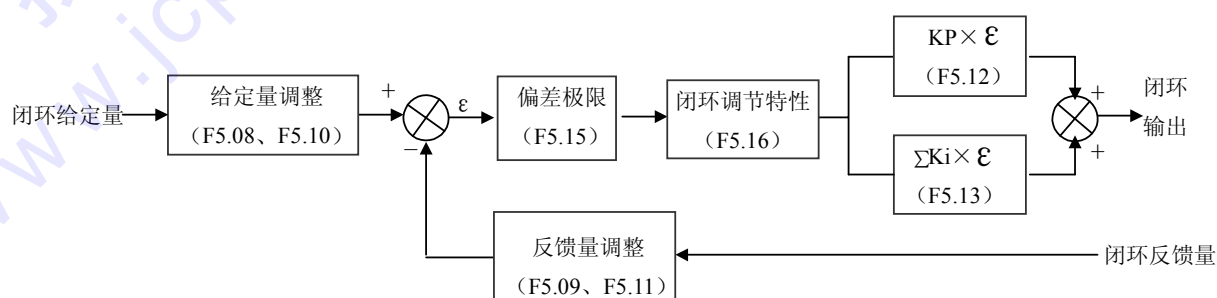 www.jcp
闭环给定量
给定量调整
（F5.08、F5.10）
+
−
ε
偏差极限
（F5.15）
闭环调节特性
（F5.16）
KP× ε
（F5.12）
∑Ki× ε
（F5.13）
+
+
闭环
输出
反馈量调整
（F5.09、F5.11）
闭环反馈量